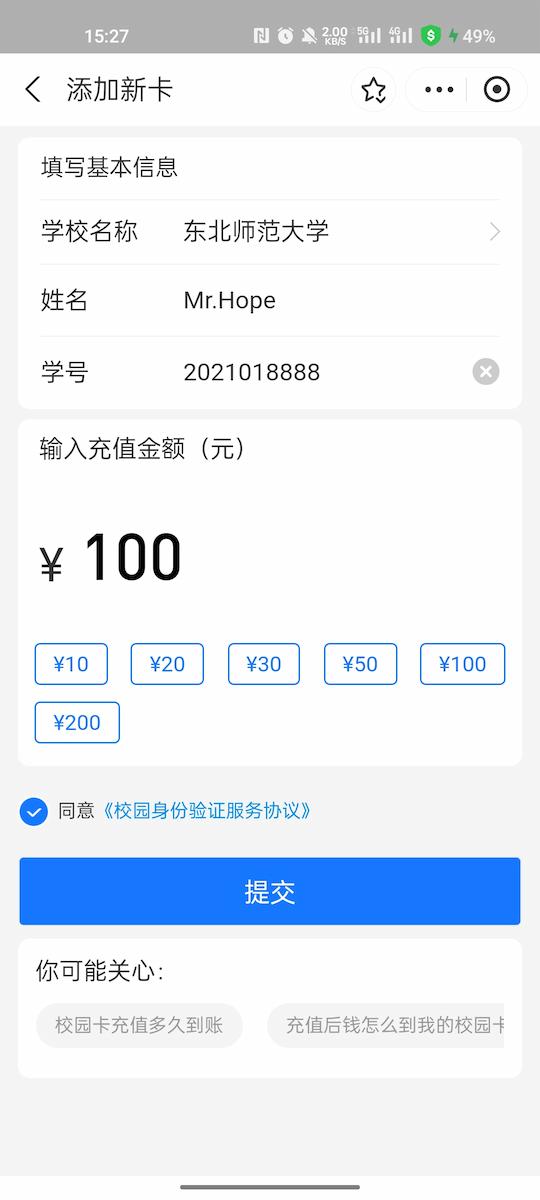 15:27 2.00 KB/S 5G 4G 49%
添加新卡
填写基本信息
学校名称 东北师范大学
姓名 Mr.Hope
学号 2021018888
输入充值金额（元）
¥ 100
¥10 ¥20 ¥30 ¥50 ¥100
¥200
同意《校园身份验证服务协议》
提交
你可能关心：
校园卡充值多久到账 充值后钱怎么到我的校园